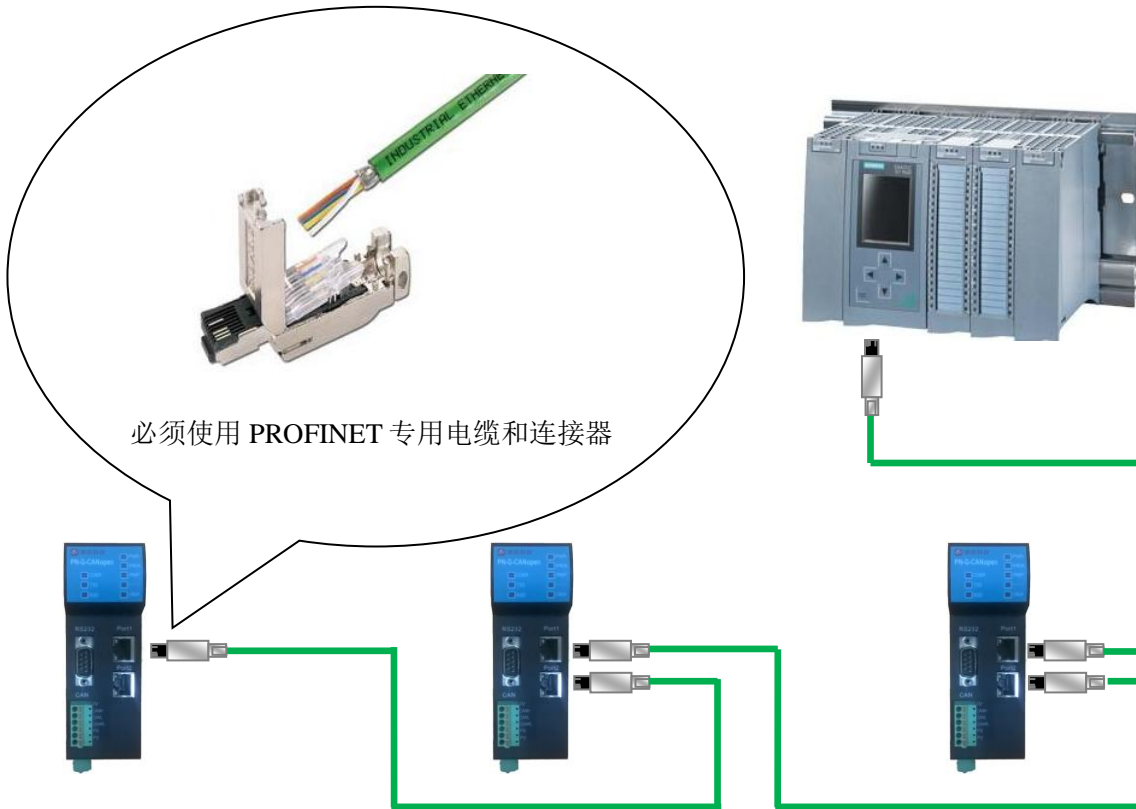 INDUSTRIAL ETHERNE
SIEMENS
必须使用 PROFINET 专用电缆和连接器
PN-G-CANopen
RS232
Port1
Port2
CAN
PN-G-CANopen
RS232
Port1
Port2
CAN
PN-G-CANopen
RS232
Port1
Port2
CAN